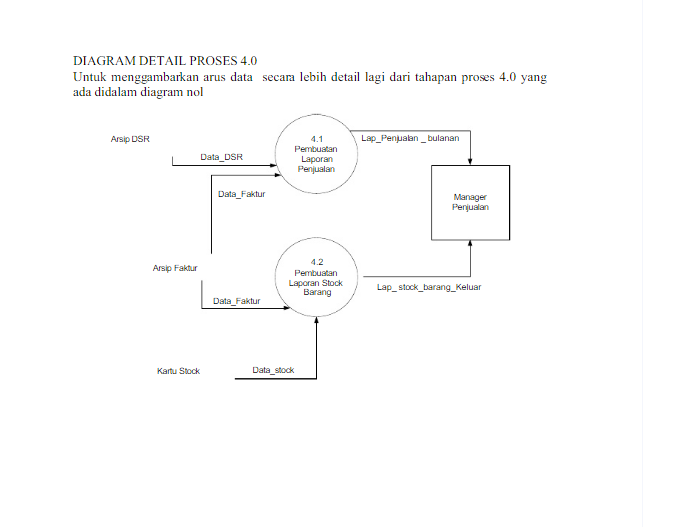 DIAGRAM DETAIL PROSES 4.0
Untuk menggambarkan arus data secara lebih detail lagi dari tahapan proses 4.0 yang
ada didalam diagram nol
Arsip DSR
Data_DSR
4.1
Pembuatan
Laporan
Penjualan
Lap_Penjualan _ bulanan
Data_Faktur
Manager
Penjualan
Arsip Faktur
Data_Faktur
4.2
Pembuatan
Laporan Stock
Barang
Lap_ stock_barang_Keluar
Kartu Stock
Data_stock